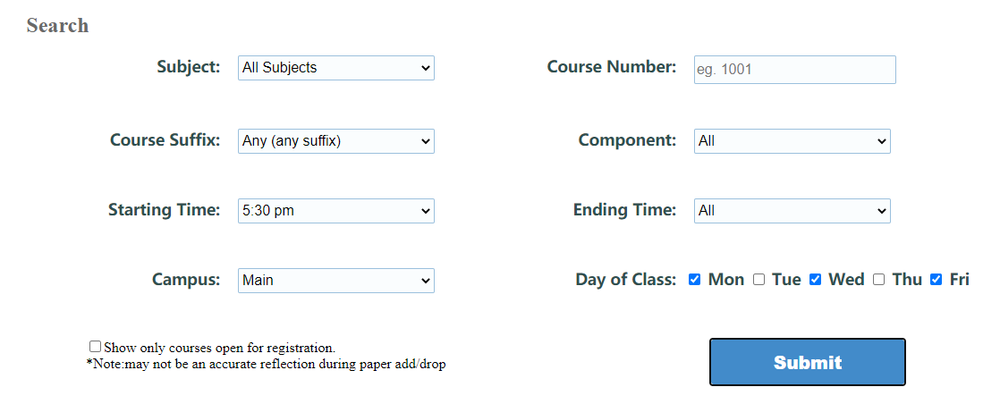 Search
Subject: All Subjects Course Number: eg. 1001
Course Suffix: Any (any suffix) Component: All
Starting Time: 5:30 pm Ending Time: All
Campus: Main Day of Class: Mon Tue Wed Thu Fri
Show only courses open for registration.
*Note:may not be an accurate reflection during paper add/drop
Submit